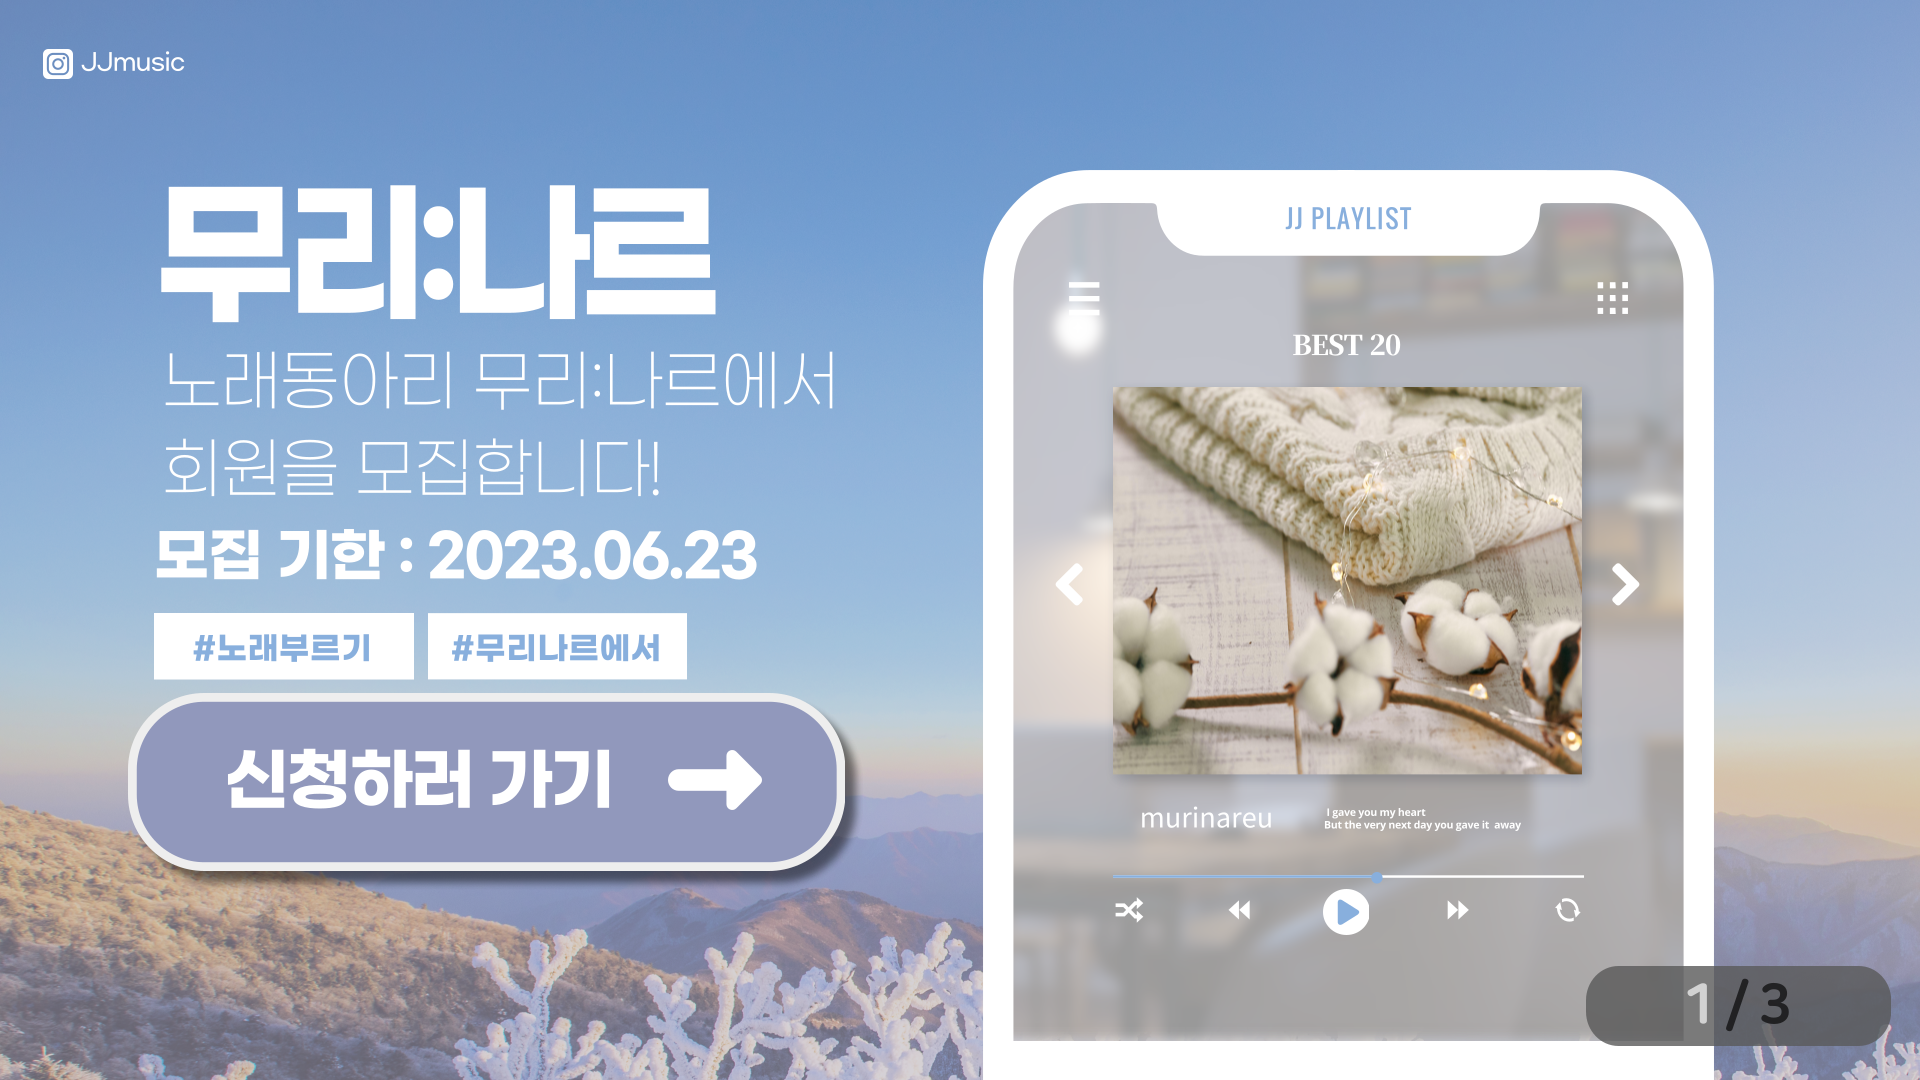 JJmusic
무리:나르
노래동아리 무리:나르에서
회원을 모집합니다!
모집 기한 : 2023.06.23
#노래부르기
#무리나르에서
신청하러 가기
JJ PLAYLIST
BEST 20
murinareu
I gave you my heart
But the very next day you gave it away
1 / 3